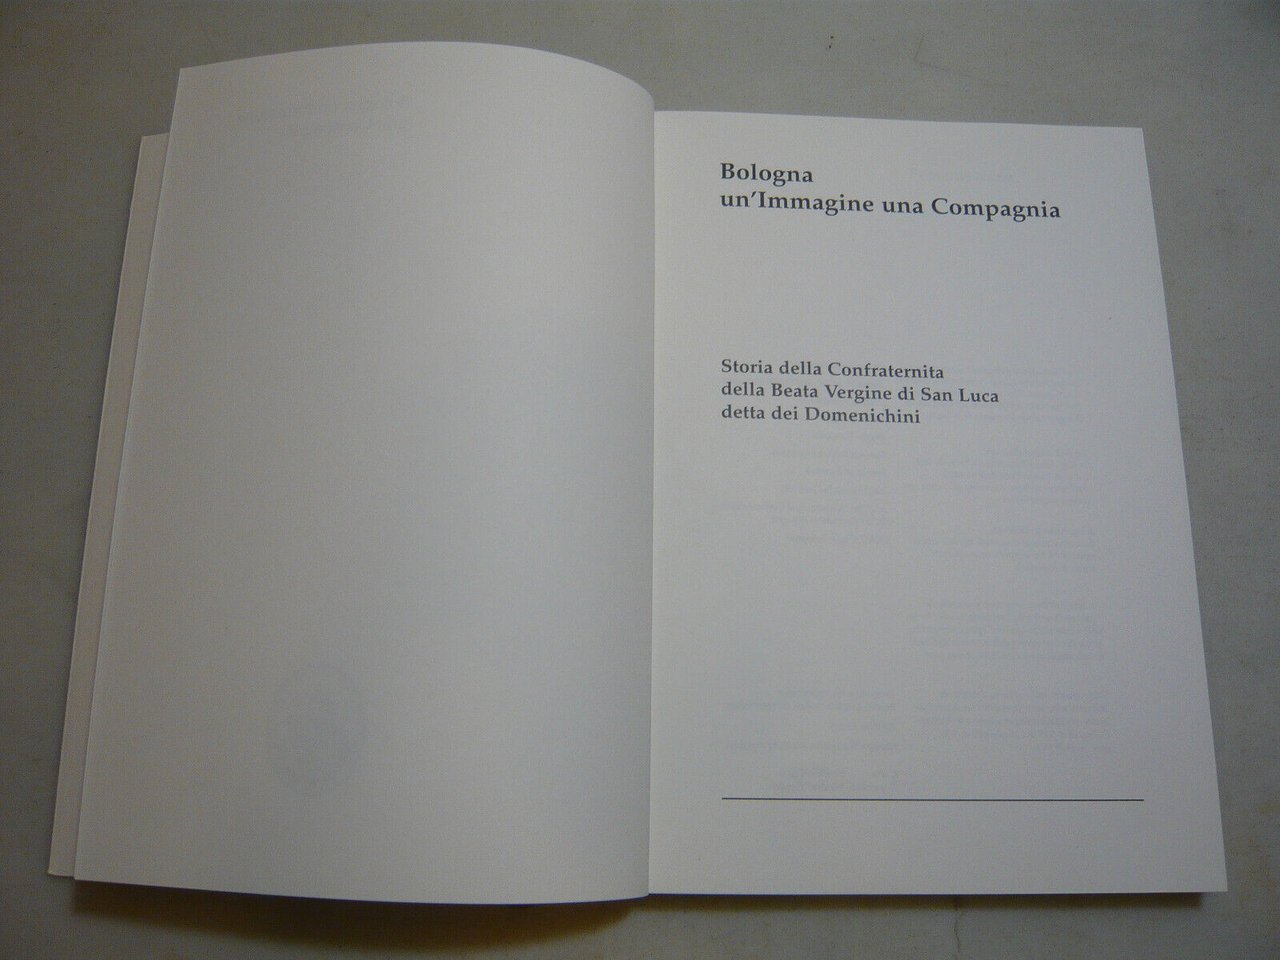 Bologna
un'Immagine una Compagnia
Storia della Confraternita
della Beata Vergine di San Luca
detta dei Domenichini